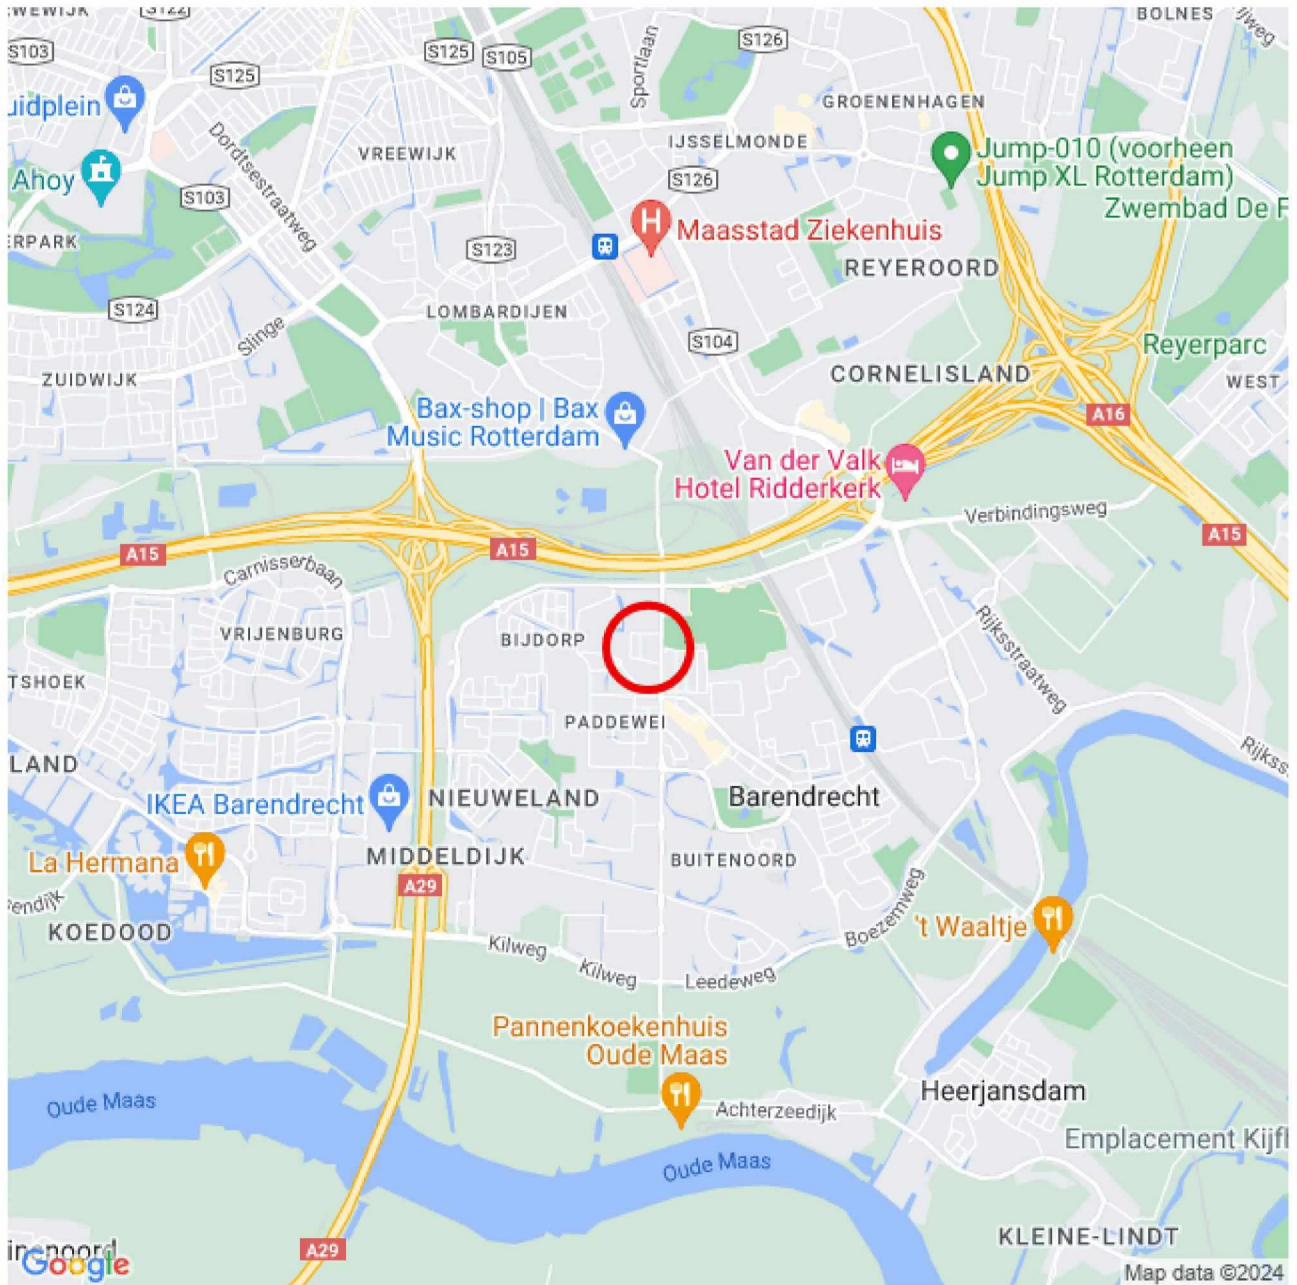 S122
BOLNES
S103
S125
S105
S126
Sportlaan
S125
GROENENHAGEN
Dordtsestraatweg
VREEWIJK
IJSSELMONDE
Jump-010 (voorheen
Jump XL Rotterdam)
Ahoy
S103
S126
Zwembad De F
Maasstad Ziekenhuis
S123
REYEROORD
S124
LOMBARDIJEN
Slinge
S104
Reyerparc
ZUIDWIJK
CORNELISLAND
WEST
Bax-shop | Bax
Music Rotterdam
A16
Van der Valk
Hotel Ridderkerk
Verbindingsweg
A15
A15
A15
Carnisserbaan
VRIJENBURG
BIJDORP
Rijksstraatweg
TSHOEK
PADDEWEI
LAND
Rijkss
IKEA Barendrecht
NIEUWELAND
Barendrecht
La Hermana
MIDDELDIJK
BUITENOORD
A29
endijk
KOEDOOD
Boezemweg
't Waaltje
Kilweg
Kilweg
Leedeweg
Pannenkoekenhuis
Oude Maas
Heerjansdam
Oude Maas
Achterzeedijk
Emplacement Kijfh
Oude Maas
KLEINE-LINDT
A29
Google
Map data ©2024